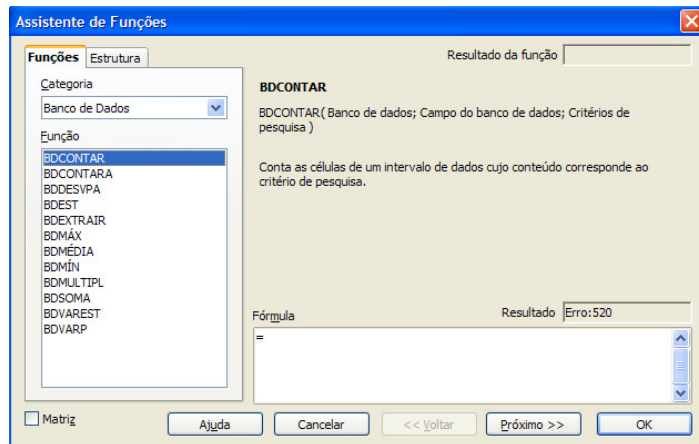 Assistente de Funções
Funções Estrutura
Resultado da função
Categoria
Banco de Dados
Função
BDCONTAR
BDCONTARA
BDDESVPA
BDEST
BDEXTRAIR
BDMÁX
BDMÉDIA
BDMÍN
BDMULTIPL
BDSOMA
BDVAREST
BDVARP
BDCONTAR
BDCONTAR( Banco de dados; Campo do banco de dados; Critérios de
pesquisa )
Conta as células de um intervalo de dados cujo conteúdo corresponde ao
critério de pesquisa.
Fórmula
Resultado Erro:520
=
Matriz
Ajuda
Cancelar
<< Voltar
Próximo >>
OK